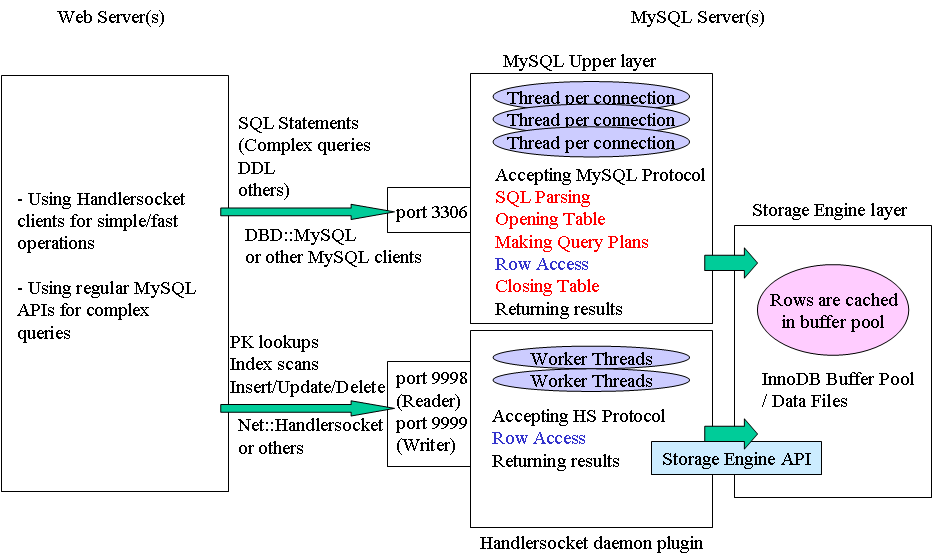 Web Server(s)
MySQL Server(s)
MySQL Upper layer
Thread per connection
Thread per connection
Thread per connection
SQL Statements
(Complex queries
DDL
others)
- Using Handlersocket
clients for simple/fast
operations
- Using regular MySQL
APIs for complex
queries
port 3306
DBD::MySQL
or other MySQL clients
Accepting MySQL Protocol
SQL Parsing
Opening Table
Making Query Plans
Row Access
Closing Table
Returning results
Storage Engine layer
Rows are cached
in buffer pool
InnoDB Buffer Pool
/ Data Files
PK lookups
Index scans
Insert/Update/Delete
Net::Handlersocket
or others
port 9998
(Reader)
port 9999
(Writer)
Worker Threads
Worker Threads
Accepting HS Protocol
Row Access
Returning results
Storage Engine API
Handlersocket daemon plugin